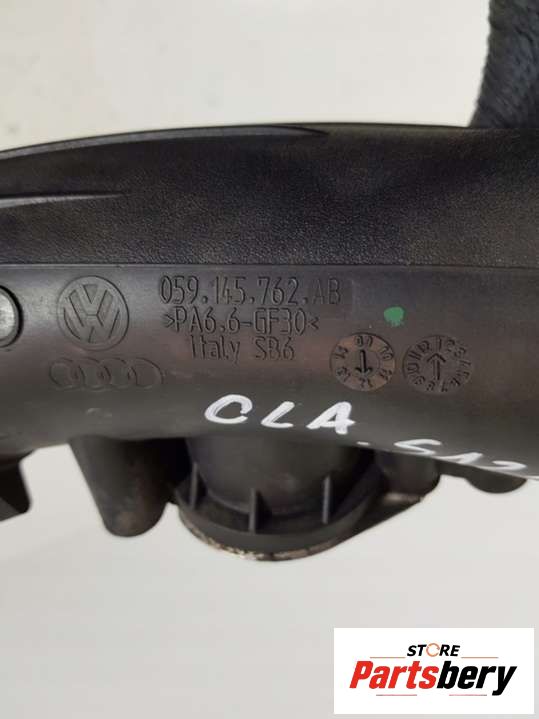 059.145.762.AB
>PA6.6-GF30<
Italy SB6
CLA
STORE
Partsbery